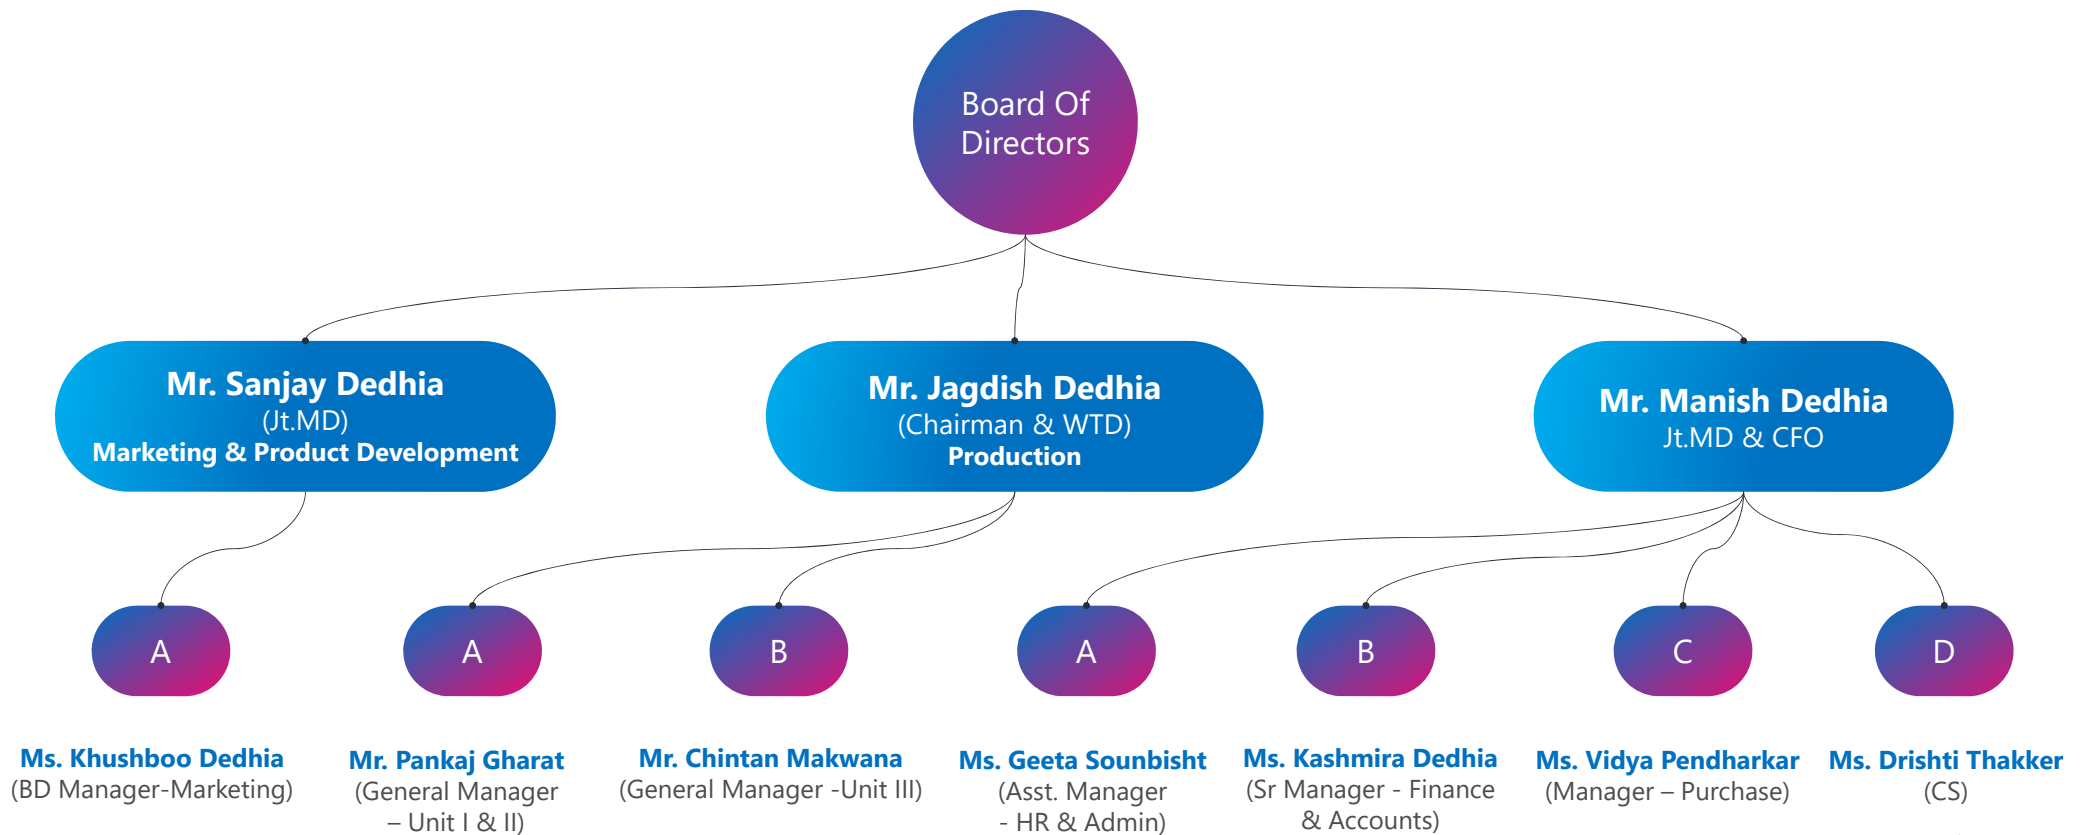 Board Of
Directors
Mr. Sanjay Dedhia
(Jt.MD)
Marketing & Product Development
Mr. Jagdish Dedhia
(Chairman & WTD)
Production
Mr. Manish Dedhia
Jt.MD & CFO
A
A
B
A
B
C
D
Ms. Khushboo Dedhia
(BD Manager-Marketing)
Mr. Pankaj Gharat
(General Manager
– Unit I & II)
Mr. Chintan Makwana
(General Manager -Unit III)
Ms. Geeta Sounbisht
(Asst. Manager
- HR & Admin)
Ms. Kashmira Dedhia
(Sr Manager - Finance
& Accounts)
Ms. Vidya Pendharkar
(Manager – Purchase)
Ms. Drishti Thakker
(CS)